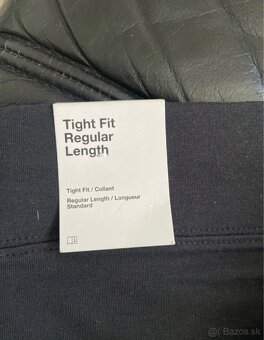 Tight Fit
Regular
Length
Tight Fit / Collant
Regular Length / Longueur
Standard
Bazos.sk